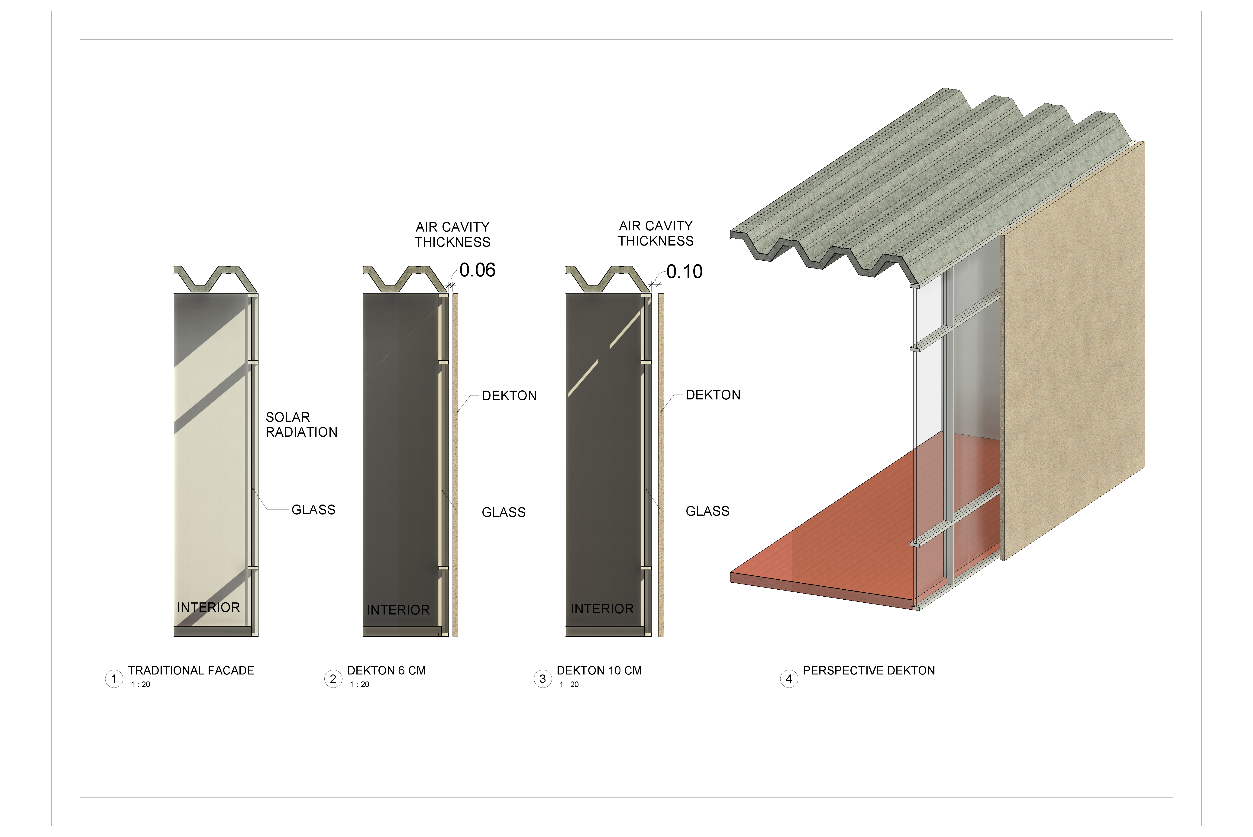 AIR CAVITY
THICKNESS
0.06
AIR CAVITY
THICKNESS
0.10
SOLAR
RADIATION
GLASS
INTERIOR
DEKTON
GLASS
INTERIOR
DEKTON
GLASS
INTERIOR
1 TRADITIONAL FACADE
1 : 20
2 DEKTON 6 CM
1 : 20
3 DEKTON 10 CM
1 : 20
4 PERSPECTIVE DEKTON